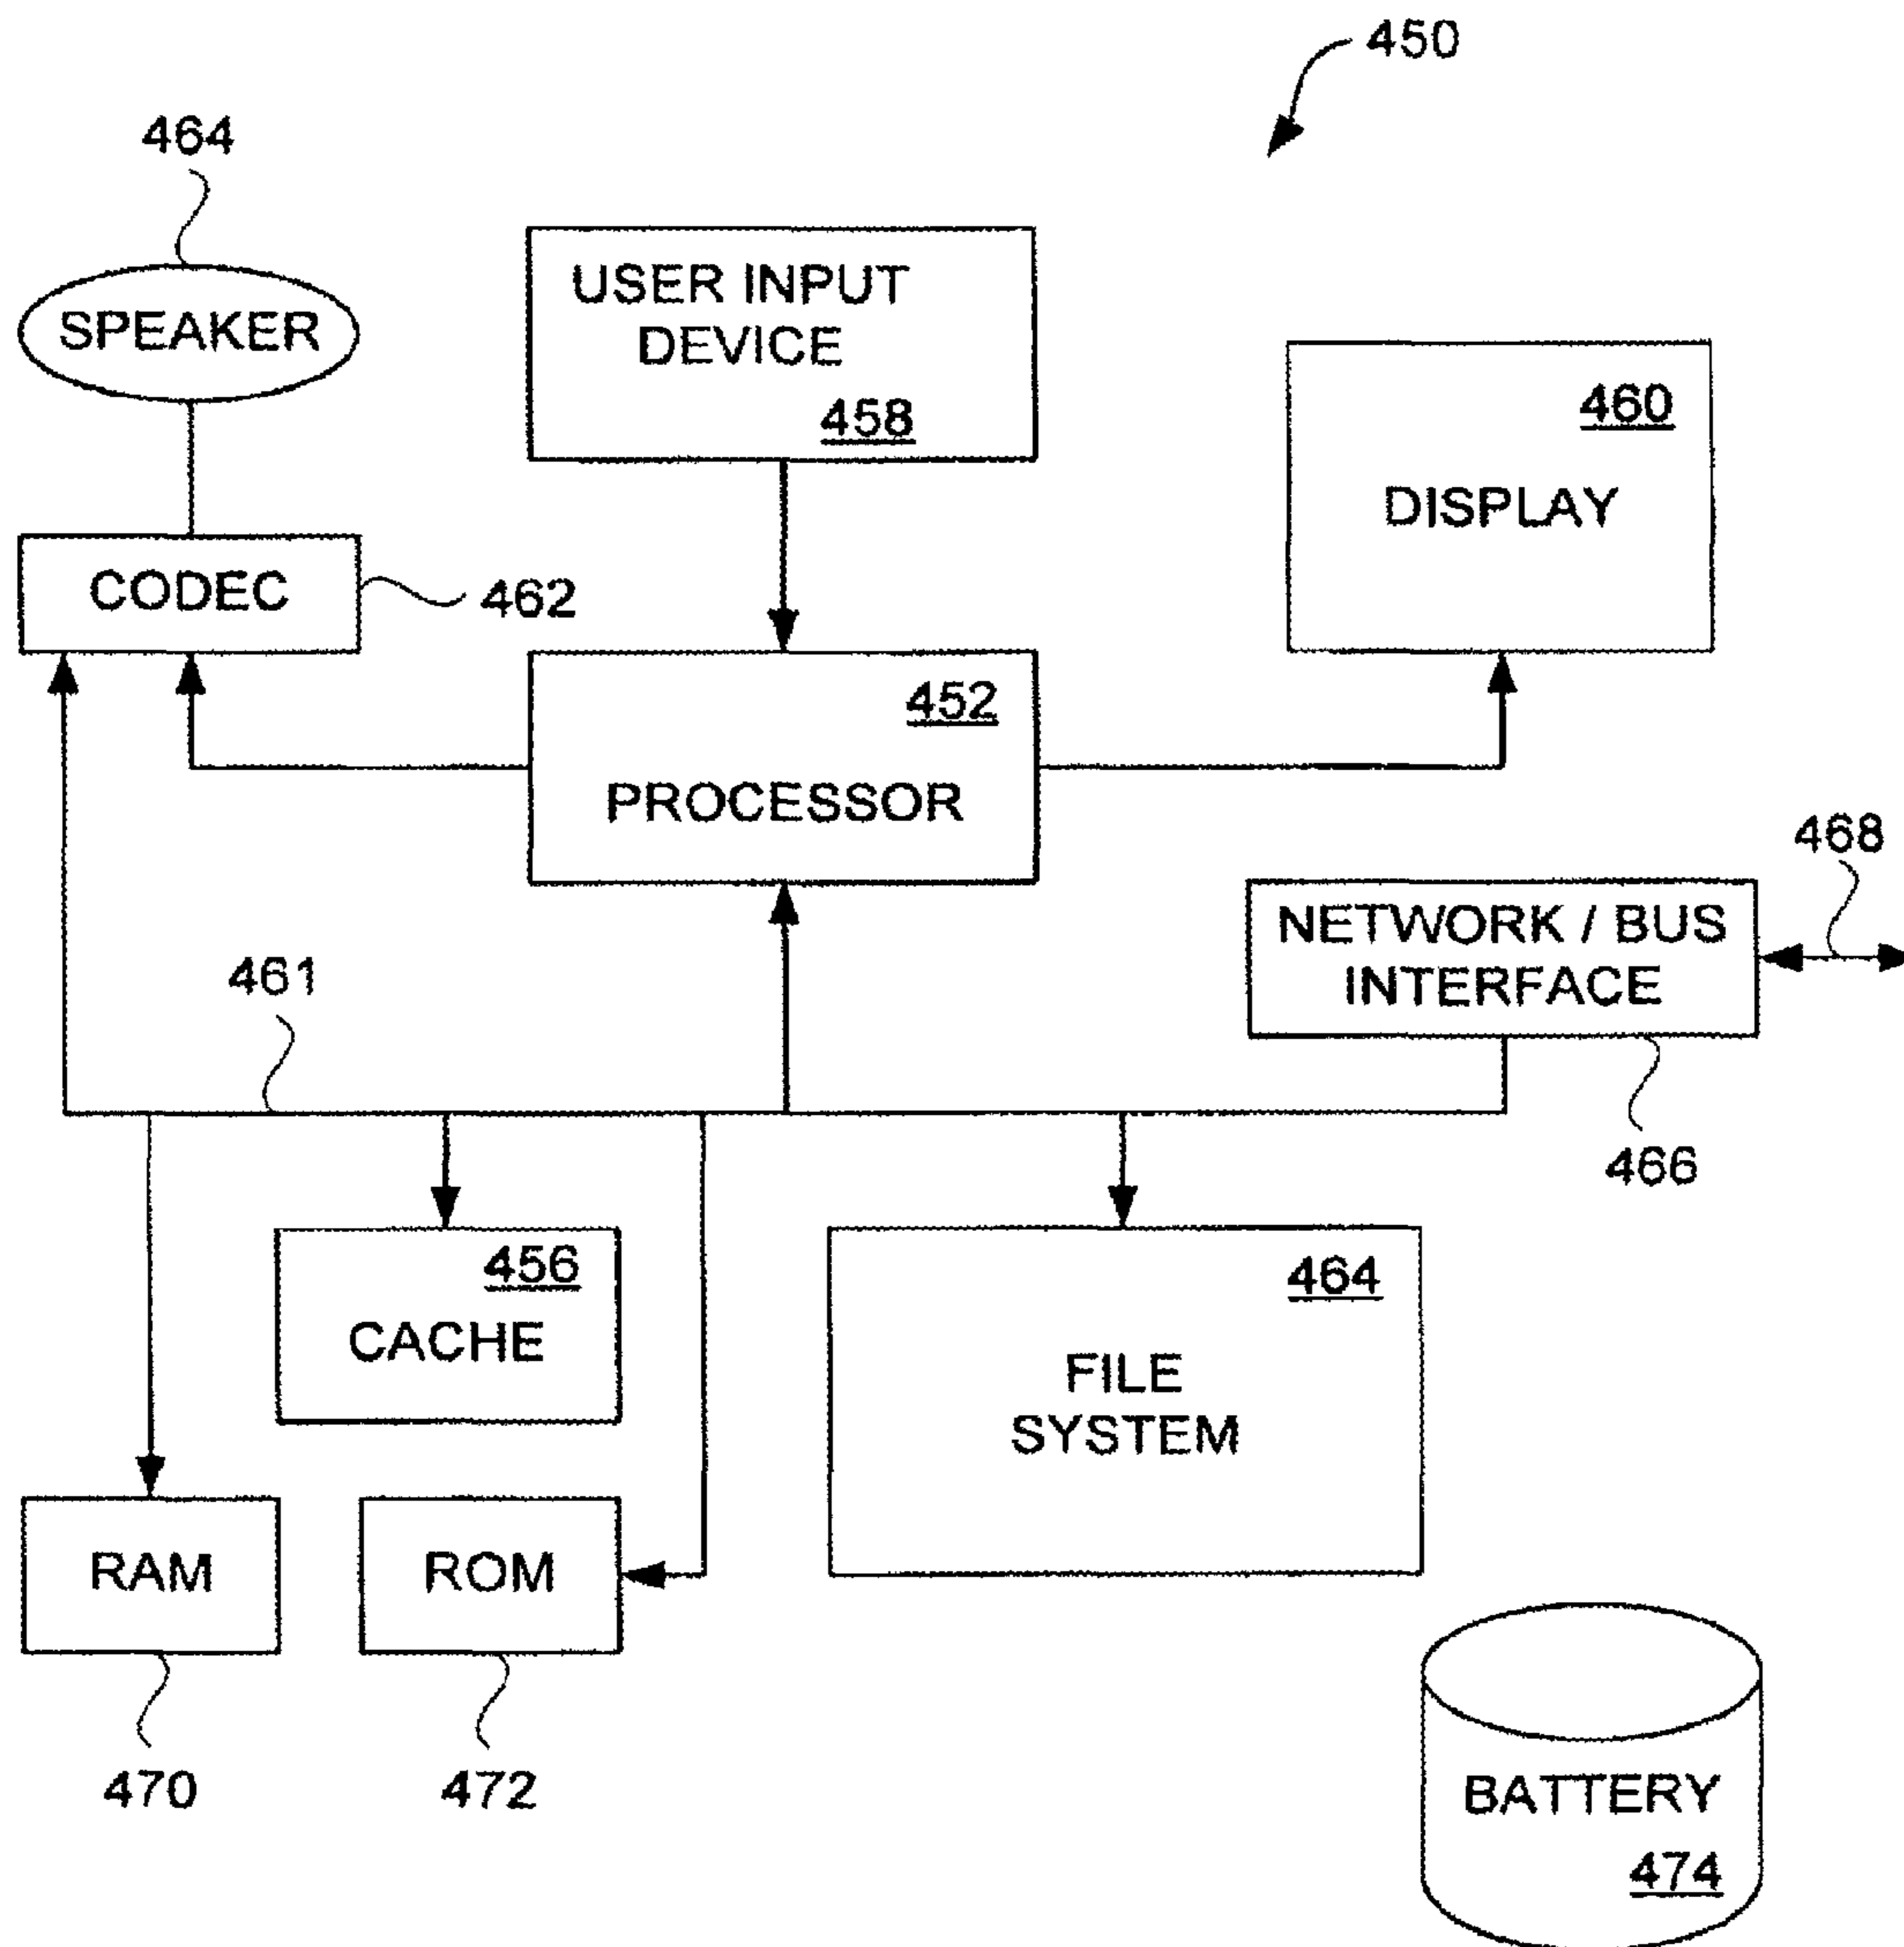 450
464
SPEAKER
USER INPUT
DEVICE
458
460
DISPLAY
CODEC
462
452
PROCESSOR
468
NETWORK / BUS
INTERFACE
461
466
456
CACHE
464
FILE
SYSTEM
RAM
ROM
470
472
BATTERY
474